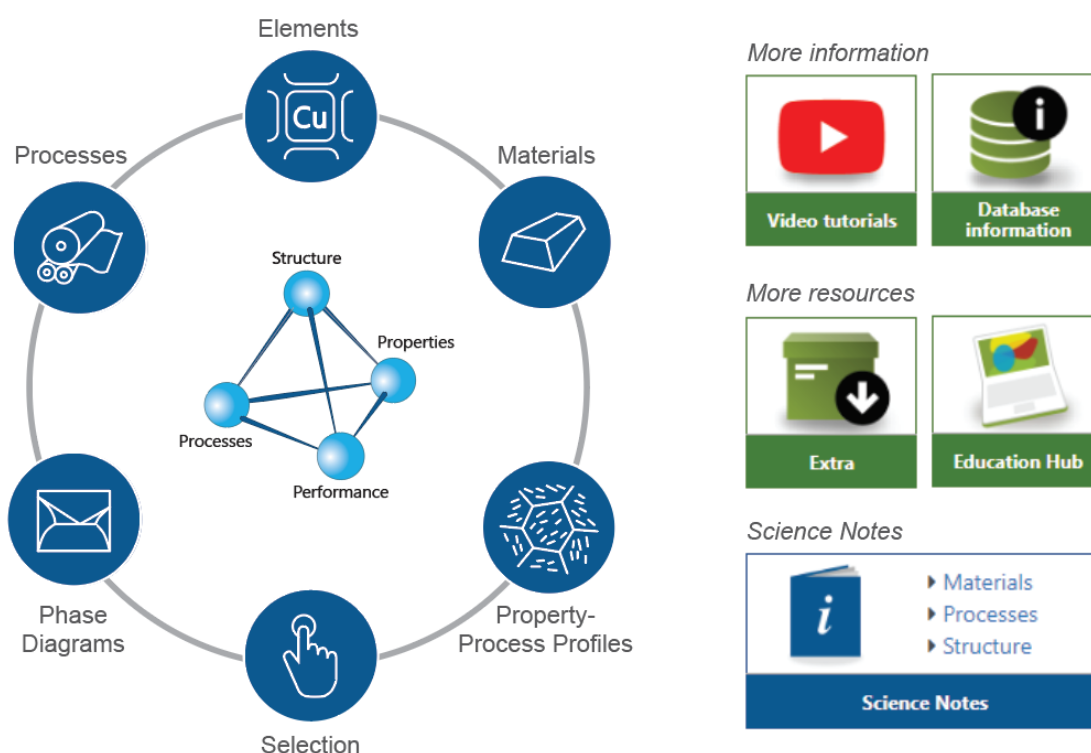 Elements
Cu
Processes
Materials
Structure
Properties
Processes
Performance
Phase
Diagrams
Property-
Process Profiles
Selection
More information
Video tutorials
i
Database
information
More resources
Extra
Education Hub
Science Notes
i
Materials
Processes
Structure
Science Notes